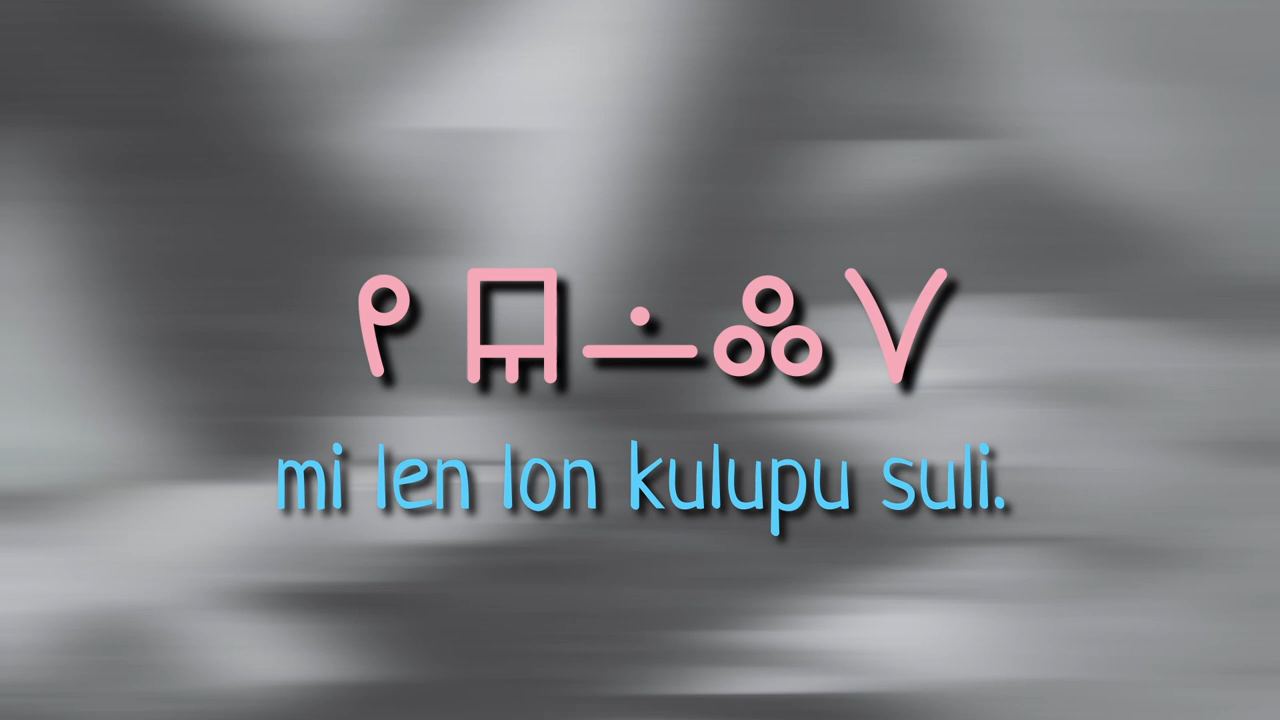 󱤴 󱤦󱤬󱤟󱥣
mi len lon kulupu suli.